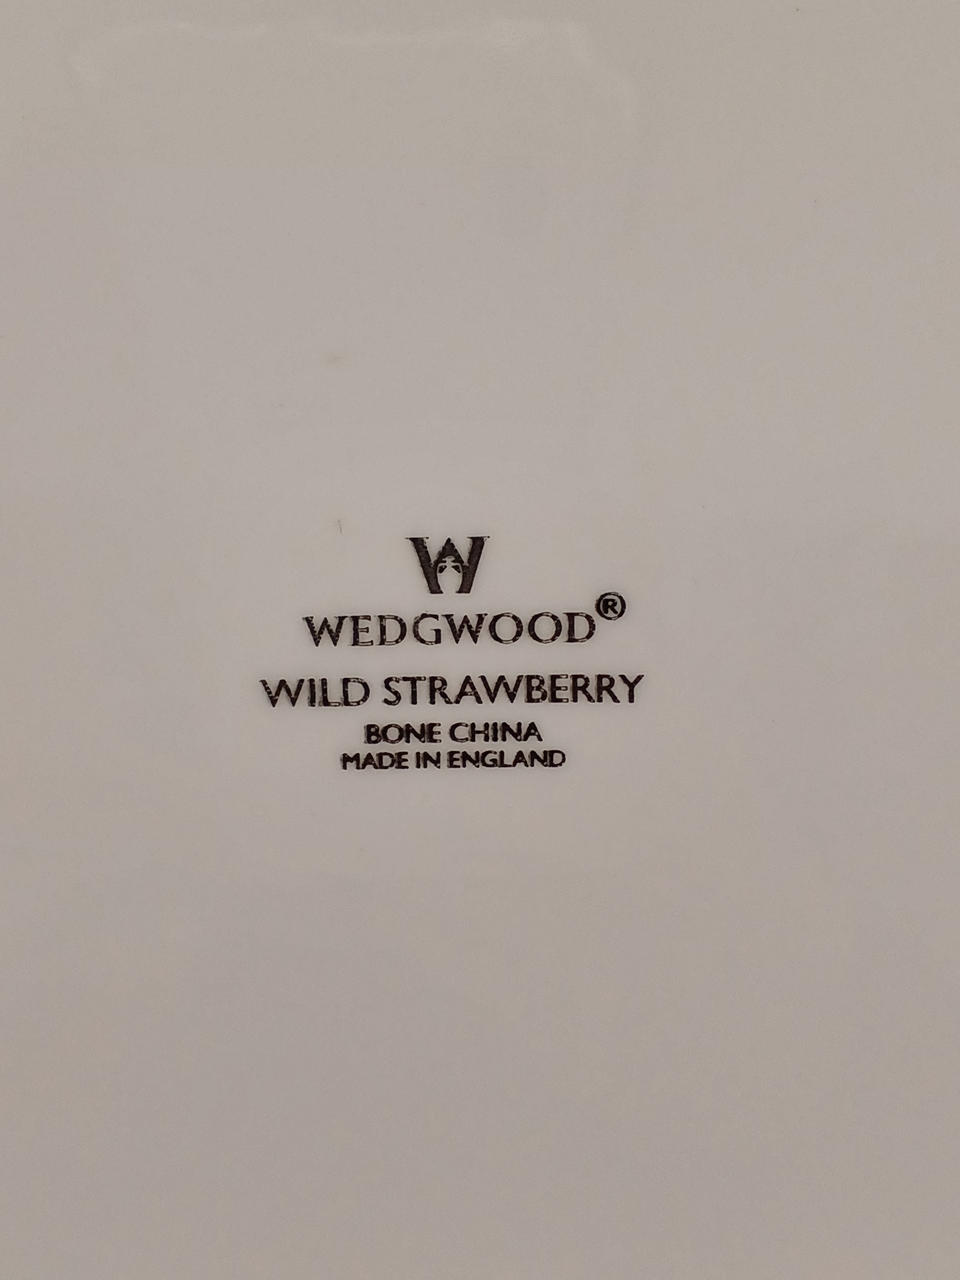 W
WEDGWOOD®
WILD STRAWBERRY
BONE CHINA
MADE IN ENGLAND